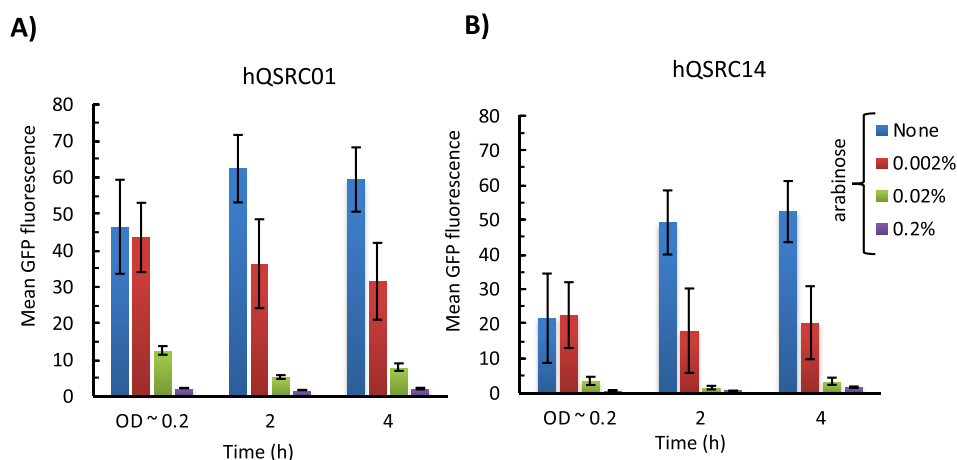 A)
hQSRC01
Mean GFP fluorescence
80
70
60
50
40
30
20
10
0
OD ~ 0.2
2
4
Time (h)
B)
hQSRC14
Mean GFP fluorescence
80
70
60
50
40
30
20
10
0
OD ~ 0.2
2
4
Time (h)
arabinose
None
0.002%
0.02%
0.2%